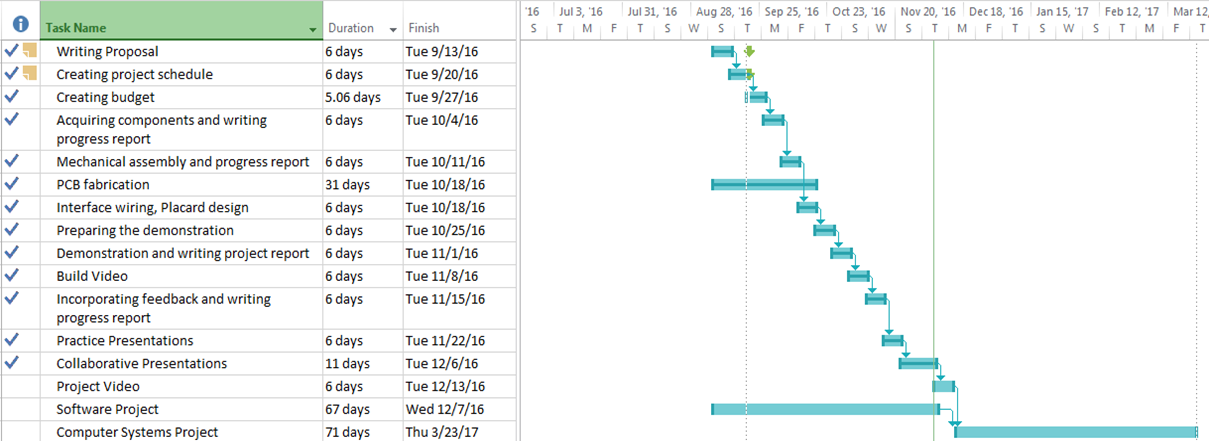 '16 Jul 3, '16 Jul 31, '16 Aug 28, '16 Sep 25, '16 Oct 23, '16 Nov 20, '16 Dec 18, '16 Jan 15, '17 Feb 12, '17 Mar 12,
Task Name Duration Finish S T M F T S W S T M F T S W S T M F T S W S T M F T
Writing Proposal 6 days Tue 9/13/16
Creating project schedule 6 days Tue 9/20/16
Creating budget 5.06 days Tue 9/27/16
Acquiring components and writing 6 days Tue 10/4/16
progress report
Mechanical assembly and progress report 6 days Tue 10/11/16
PCB fabrication 31 days Tue 10/18/16
Interface wiring, Placard design 6 days Tue 10/18/16
Preparing the demonstration 6 days Tue 10/25/16
Demonstration and writing project report 6 days Tue 11/1/16
Build Video 6 days Tue 11/8/16
Incorporating feedback and writing 6 days Tue 11/15/16
progress report
Practice Presentations 6 days Tue 11/22/16
Collaborative Presentations 11 days Tue 12/6/16
Project Video 6 days Tue 12/13/16
Software Project 67 days Wed 12/7/16
Computer Systems Project 71 days Thu 3/23/17